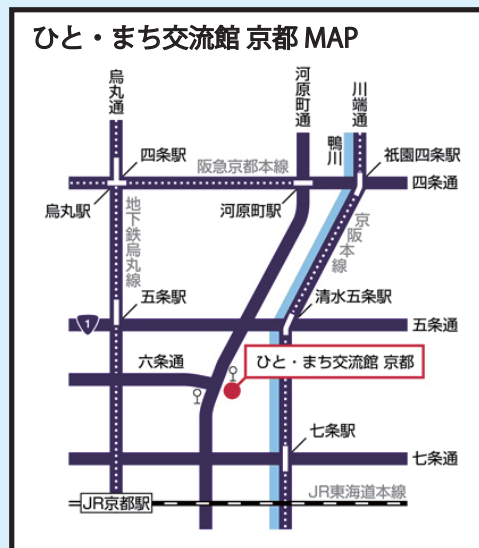 ひと・まち交流館 京都 MAP
烏丸通
河原町通
川端通
鴨川
四条駅
阪急京都本線
祇園四条駅
四条通
烏丸駅
地下鉄烏丸線
河原町駅
京阪本線
五条駅
清水五条駅
1
五条通
六条通
ひと・まち交流館 京都
七条駅
七条通
JR東海道本線
JR京都駅